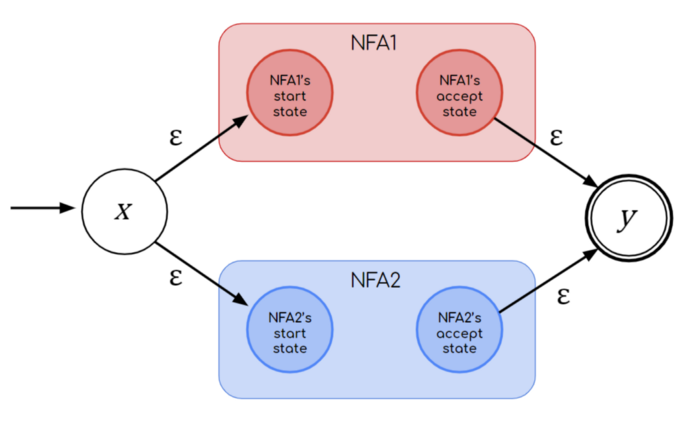 NFA1
NFA1's
start
state
NFA1's
accept
state
ε
ε
x
y
ε
ε
NFA2
NFA2's
start
state
NFA2's
accept
state